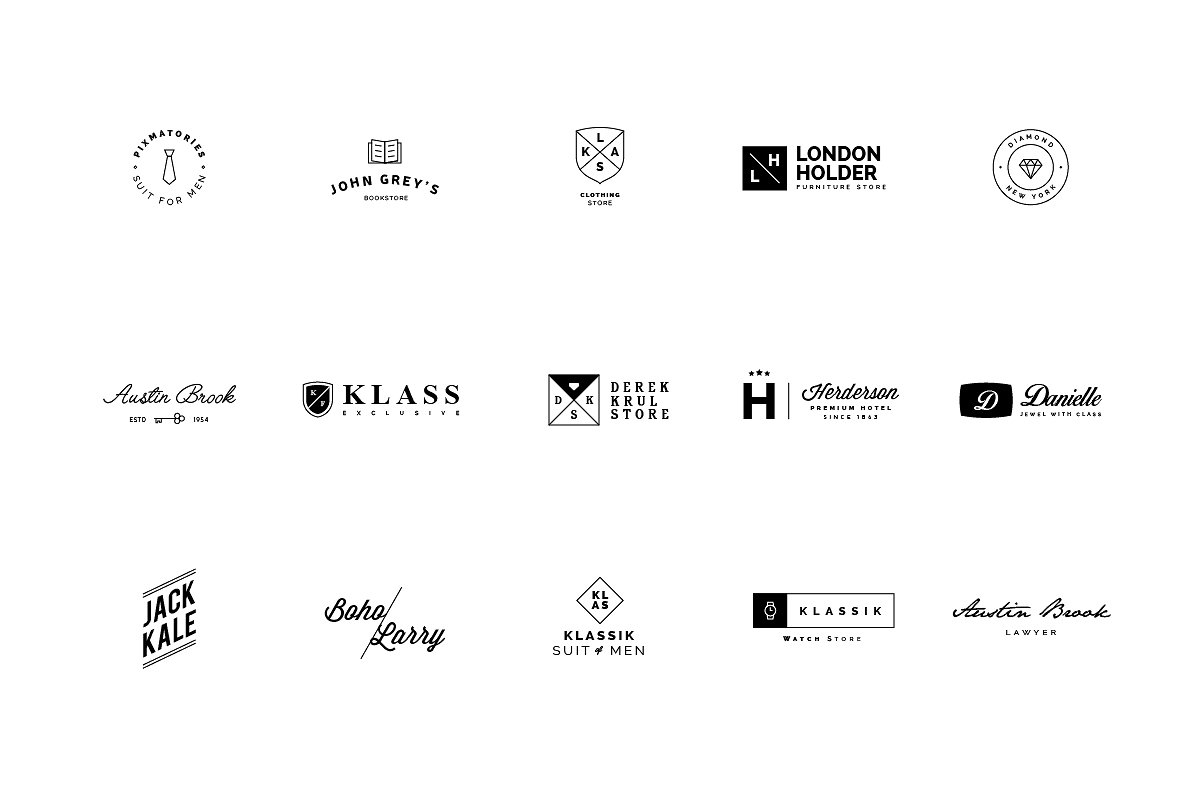 PIXMATORIES
SUIT FOR MEN
JOHN GREY'S
BOOKSTORE
L
K A
S
CLOTHING
STORE
H
L
LONDON
HOLDER
FURNITURE STORE
DIAMOND
NEW YORK
Austin Brook
ESTD 1954
K
KLASS
EXCLUSIVE
D K
S
DEREK
KRUL
STORE
H
Herderson
PREMIUM HOTEL
SINCE 1863
D
Danielle
JEWEL WITH CLASS
JACK
KALE
Boho
Larry
KL
AS
KLASSIK
SUIT of MEN
KLASSIK
WATCH STORE
Austin Brook
LAWYER